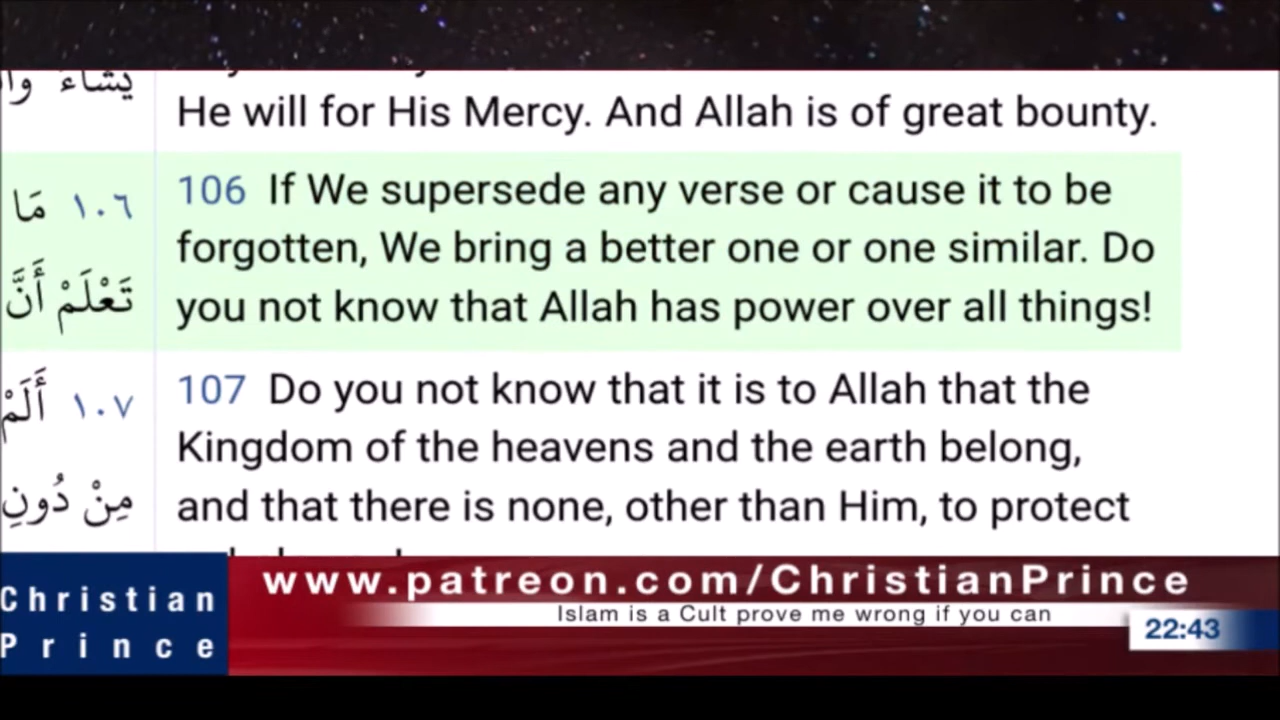 يَشَاءُ
He will for His Mercy. And Allah is of great bounty.
١٠٦ مَا
106 If We supersede any verse or cause it to be
forgotten, We bring a better one or one similar. Do
تَعْلَمْ أَنَّ
you not know that Allah has power over all things!
١٠٧ أَلَمْ
107 Do you not know that it is to Allah that the
Kingdom of the heavens and the earth belong,
مِنْ دُونِ
and that there is none, other than Him, to protect
Christian
Prince
www.patreon.com/ChristianPrince
Islam is a Cult prove me wrong if you can
22:43